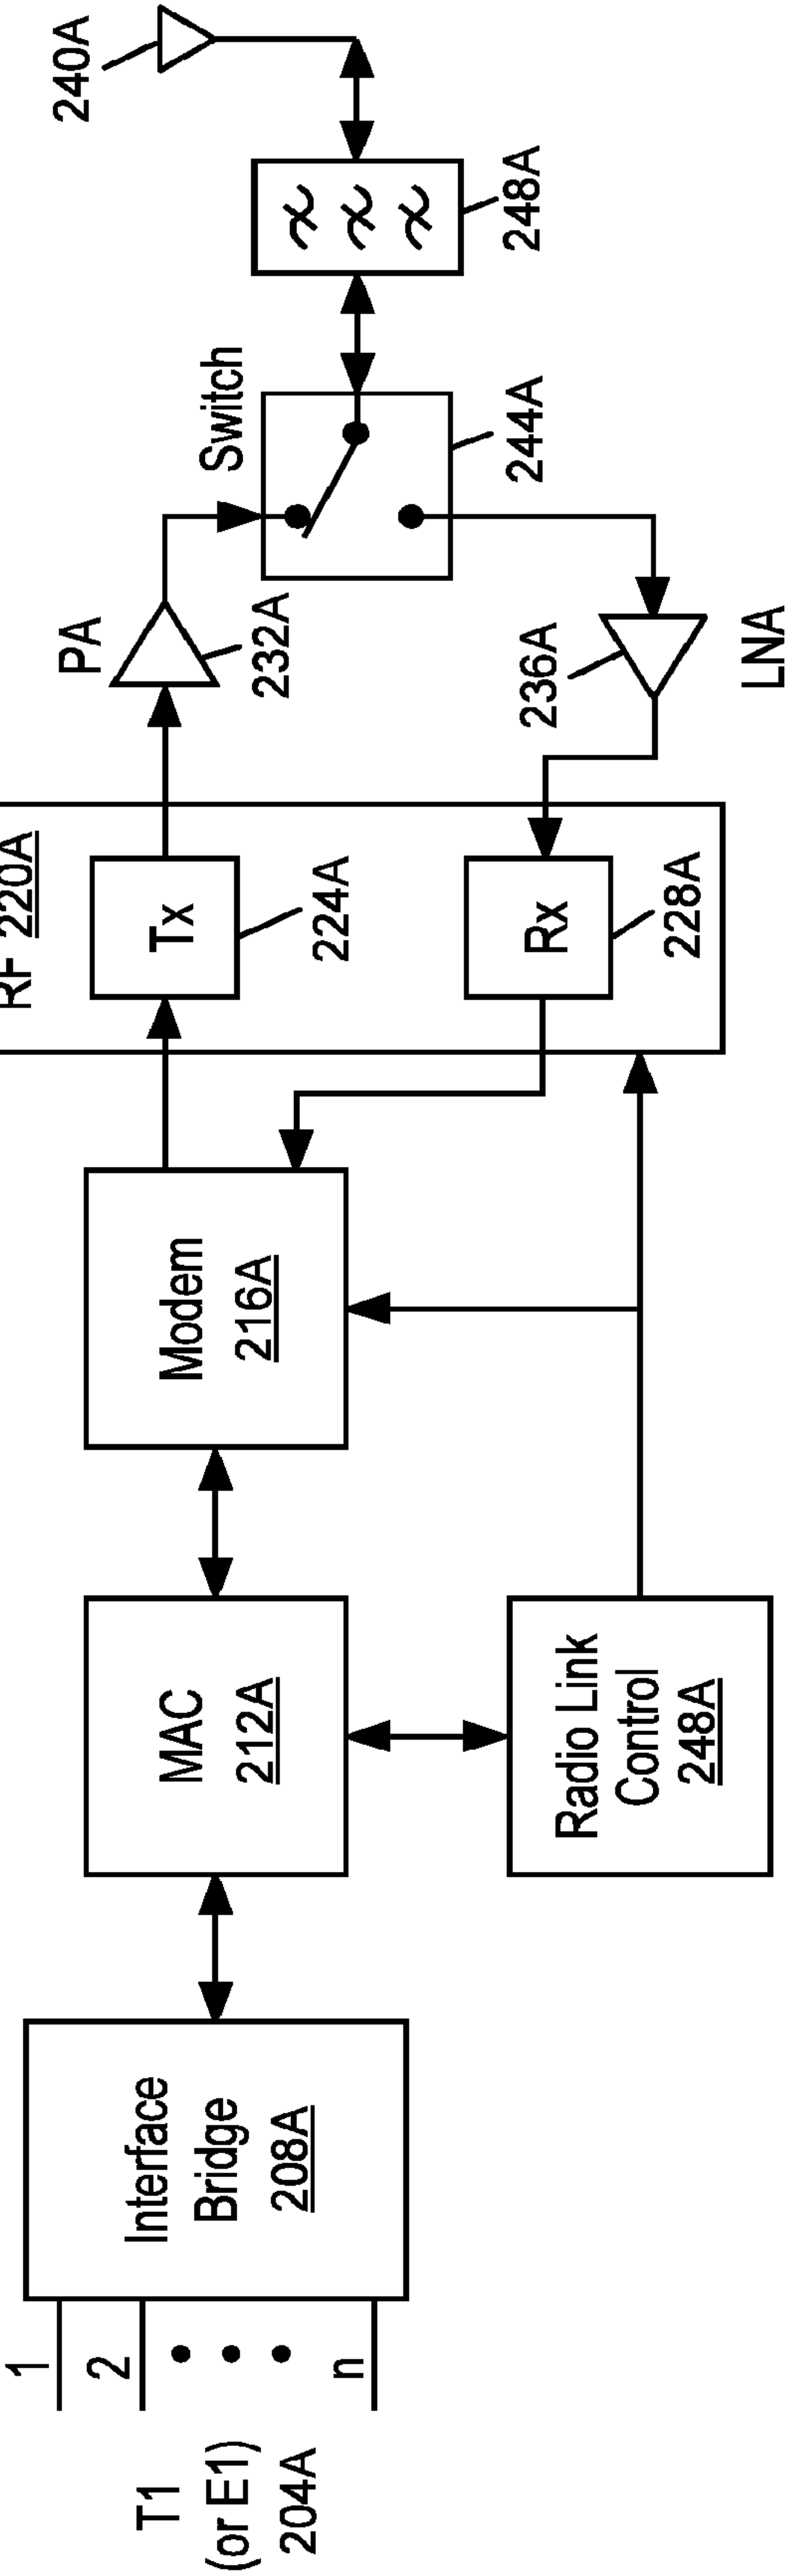 1
2
n
T1
(or E1)
204A
Interface
Bridge
208A
MAC
212A
Radio Link
Control
248A
Modem
216A
RF 220A
Tx
224A
Rx
228A
PA
232A
236A
LNA
Switch
244A
248A
240A